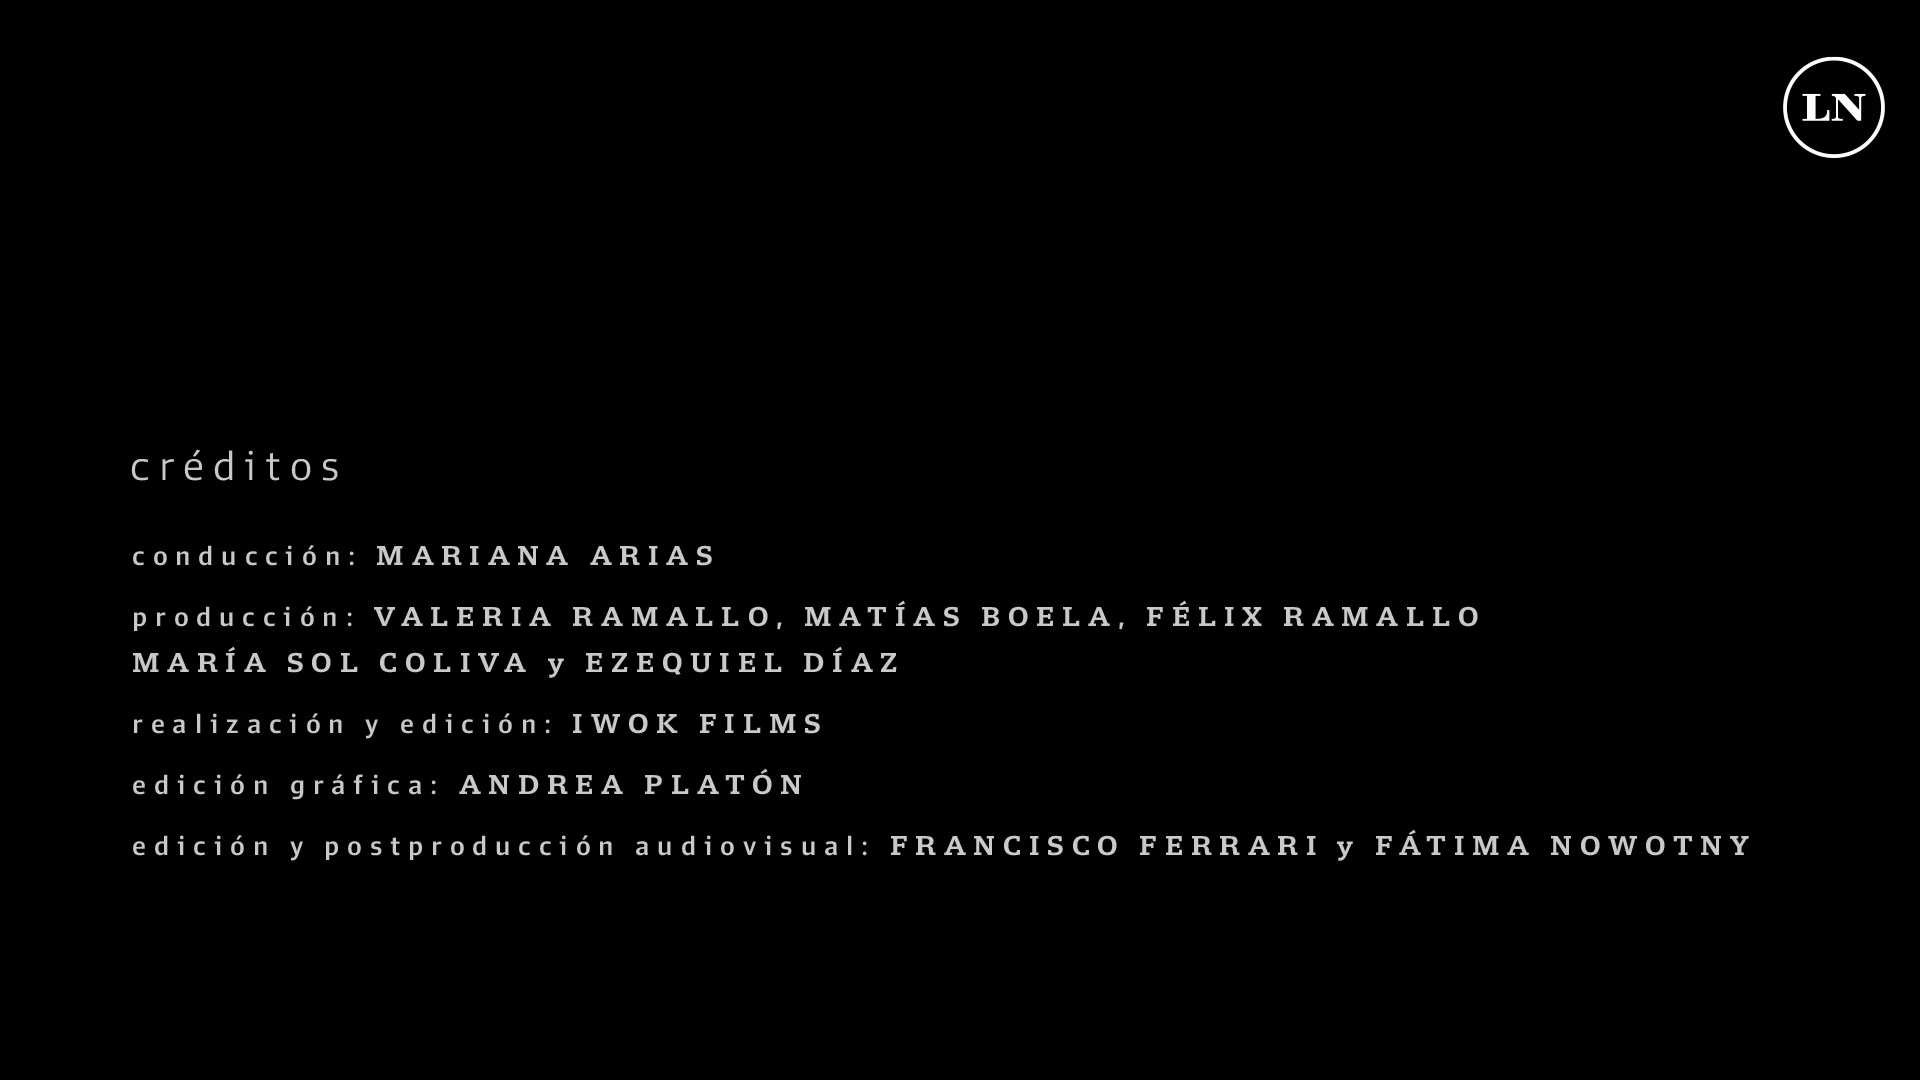 LN
créditos
conducción: MARIANA ARIAS
producción: VALERIA RAMALLO, MATÍAS BOELA, FÉLIX RAMALLO
MARÍA SOL COLIVA y EZEQUIEL DÍAZ
realización y edición: IWOK FILMS
edición gráfica: ANDREA PLATÓN
edición y postproducción audiovisual: FRANCISCO FERRARI y FÁTIMA NOWOTNY